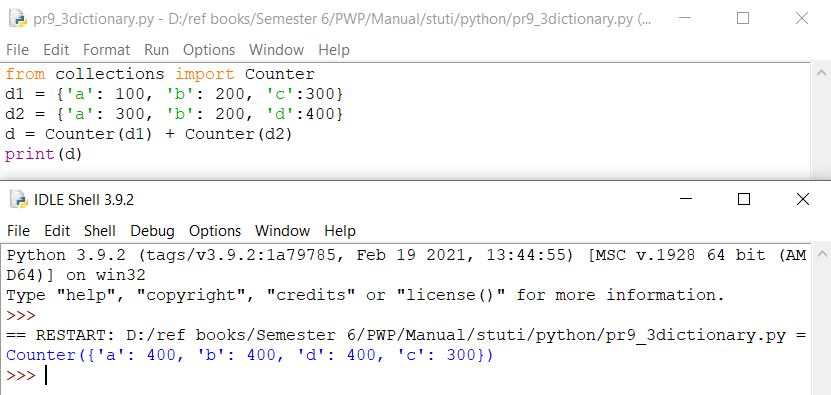 pr9_3dictionary.py - D:/ref books/Semester 6/PWP/Manual/stuti/python/pr9_3dictionary.py (...
File Edit Format Run Options Window Help
from collections import Counter
d1 = {'a': 100, 'b': 200, 'c':300}
d2 = {'a': 300, 'b': 200, 'd':400}
d = Counter(d1) + Counter(d2)
print(d)
IDLE Shell 3.9.2
File Edit Shell Debug Options Window Help
Python 3.9.2 (tags/v3.9.2:1a79785, Feb 19 2021, 13:44:55) [MSC v.1928 64 bit (AM
D64)] on win32
Type "help", "copyright", "credits" or "license()" for more information.
>>>
== RESTART: D:/ref books/Semester 6/PWP/Manual/stuti/python/pr9_3dictionary.py =
Counter({'a': 400, 'b': 400, 'd': 400, 'c': 300})
>>>